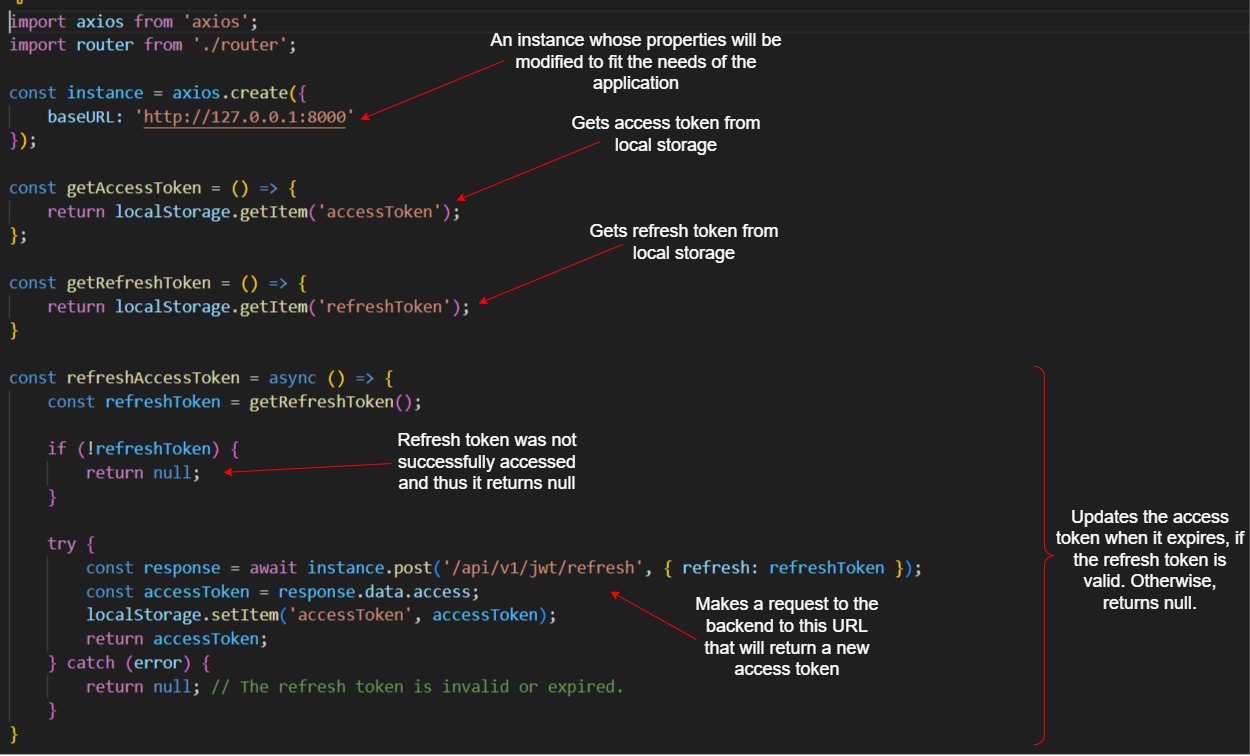 import axios from 'axios';
import router from './router';
An instance whose properties will be
modified to fit the needs of the
application
const instance = axios.create({
baseURL: 'http://127.0.0.1:8000'
});
Gets access token from
local storage
const getAccessToken = () => {
return localStorage.getItem('accessToken');
};
Gets refresh token from
local storage
const getRefreshToken = () => {
return localStorage.getItem('refreshToken');
}
const refreshAccessToken = async () => {
const refreshToken = getRefreshToken();
if (!refreshToken) {
return null;
}
Refresh token was not
successfully accessed
and thus it returns null
try {
const response = await instance.post('/api/v1/jwt/refresh', { refresh: refreshToken });
const accessToken = response.data.access;
localStorage.setItem('accessToken', accessToken);
return accessToken;
} catch (error) {
return null; // The refresh token is invalid or expired.
}
}
Makes a request to the
backend to this URL
that will return a new
access token
Updates the access
token when it expires, if
the refresh token is
valid. Otherwise,
returns null.